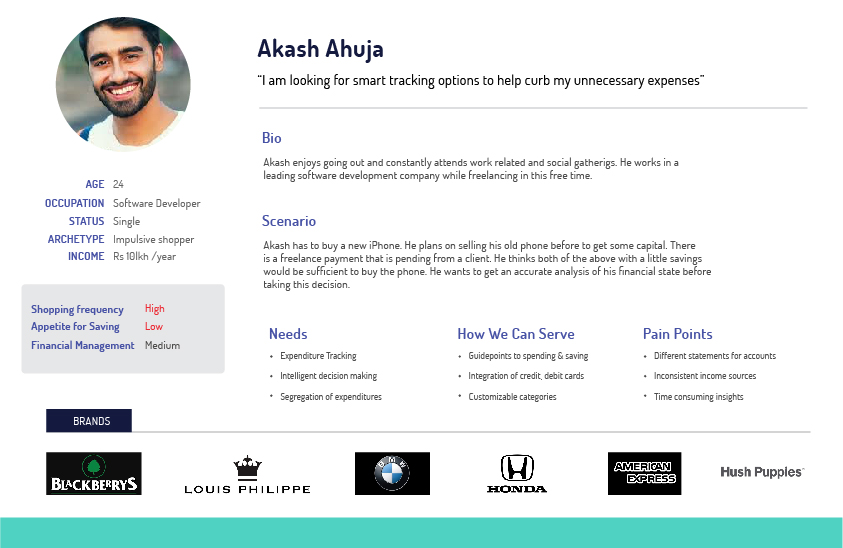 Akash Ahuja
“I am looking for smart tracking options to help curb my unnecessary expenses”
AGE 24
OCCUPATION Software Developer
STATUS Single
ARCHETYPE Impulsive shopper
INCOME Rs 10lkh /year
Shopping frequency High
Appetite for Saving Low
Financial Management Medium
Bio
Akash enjoys going out and constantly attends work related and social gatherigs. He works in a
leading software development company while freelancing in this free time.
Scenario
Akash has to buy a new iPhone. He plans on selling his old phone before to get some capital. There
is a freelance payment that is pending from a client. He thinks both of the above with a little savings
would be sufficient to buy the phone. He wants to get an accurate analysis of his financial state before
taking this decision.
Needs
• Expenditure Tracking
• Intelligent decision making
• Segregation of expenditures
How We Can Serve
• Guidepoints to spending & saving
• Integration of credit, debit cards
• Customizable categories
Pain Points
• Different statements for accounts
• Inconsistent income sources
• Time consuming insights
BRANDS
BLACKBERRYS
LOUIS PHILIPPE
BMW
HONDA
AMERICAN
EXPRESS
Hush Puppies